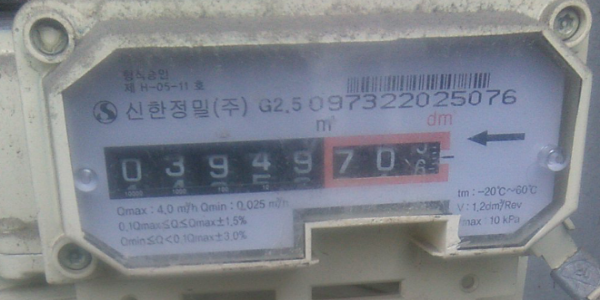 형식승인
제 H-05-11 호
신한정밀(주) G2.5 097322025076
m³ dm³
0 3 9 4 9 7 0
Qmax : 4.0 m³/h Qmin : 0.025 m³/h
0.1Qmax≤Q≤Qmax±1.5%
Qmin≤Q<0.1Qmax±3.0%
tm : -20℃~60℃
V : 1.2dm³/Rev
Pmax : 10 kPa